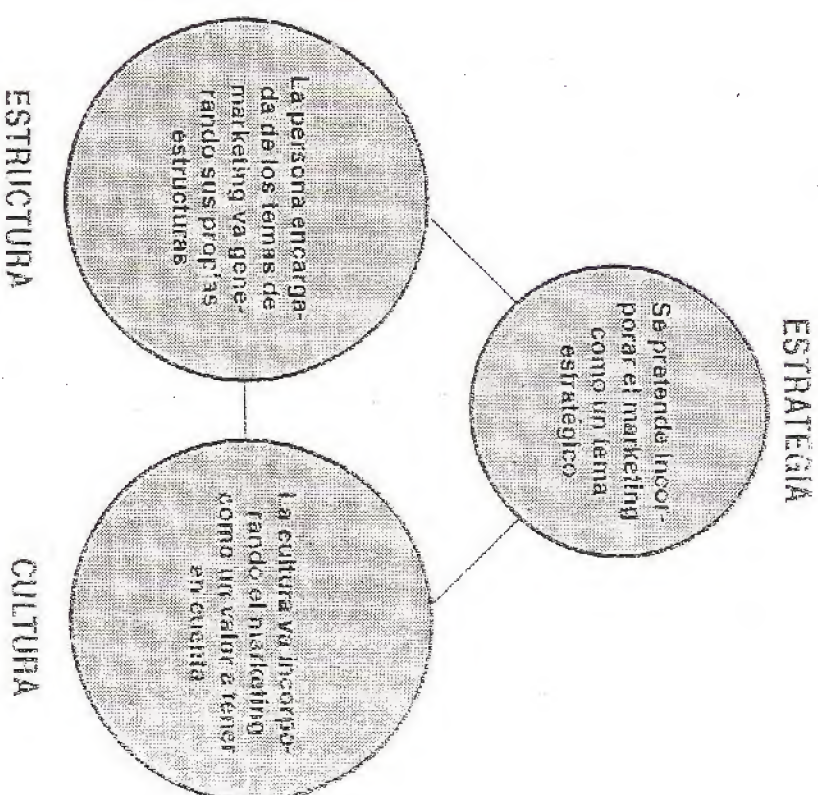 ESTRATEGIA
Se pretende incor-
porar el marketing
como un tema
estratégico
La persona encarga-
da de los temas de
marketing va gene-
rando sus propias
estructuras
ESTRUCTURA
La cultura va incorpo-
rando el marketing
como un valor a tener
en cuenta
CULTURA